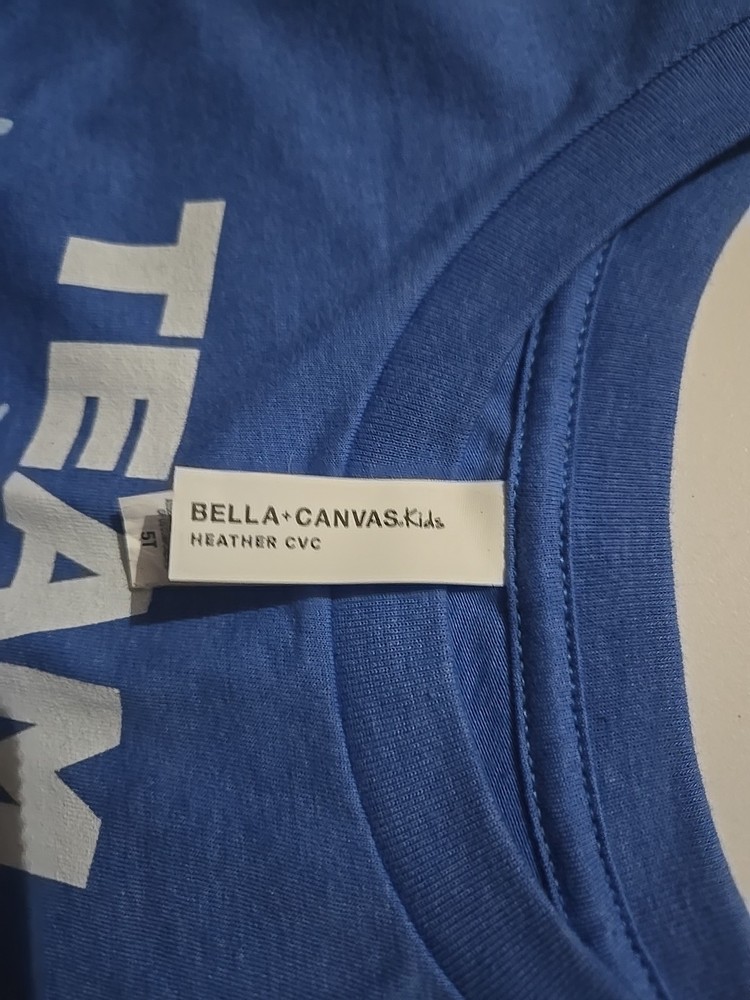 BELLA+CANVAS.Kids
HEATHER CVC
5T
TEAM